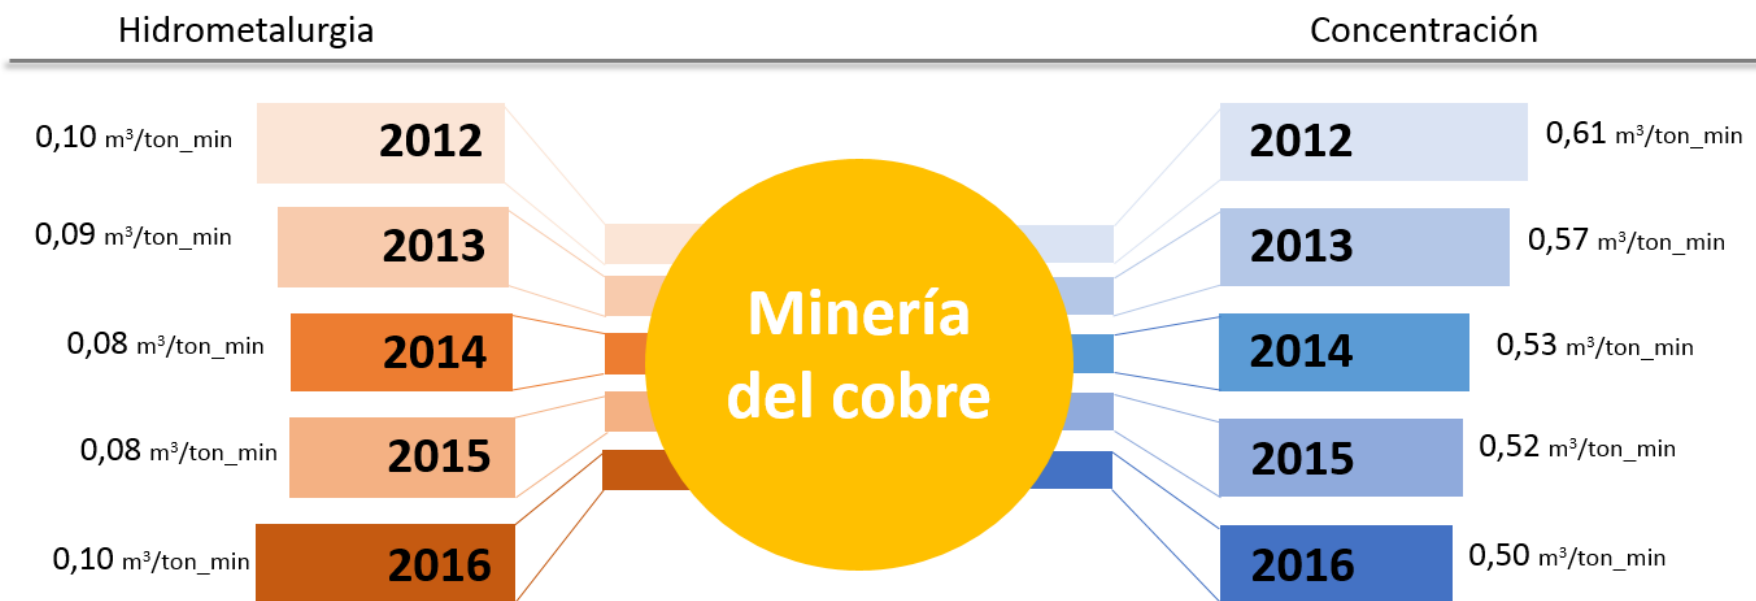 Hidrometalurgia
Concentración
0,10 m³/ton_min
2012
2012
0,61 m³/ton_min
0,09 m³/ton_min
2013
2013
0,57 m³/ton_min
0,08 m³/ton_min
2014
2014
0,53 m³/ton_min
0,08 m³/ton_min
2015
2015
0,52 m³/ton_min
0,10 m³/ton_min
2016
2016
0,50 m³/ton_min
Minería
del cobre